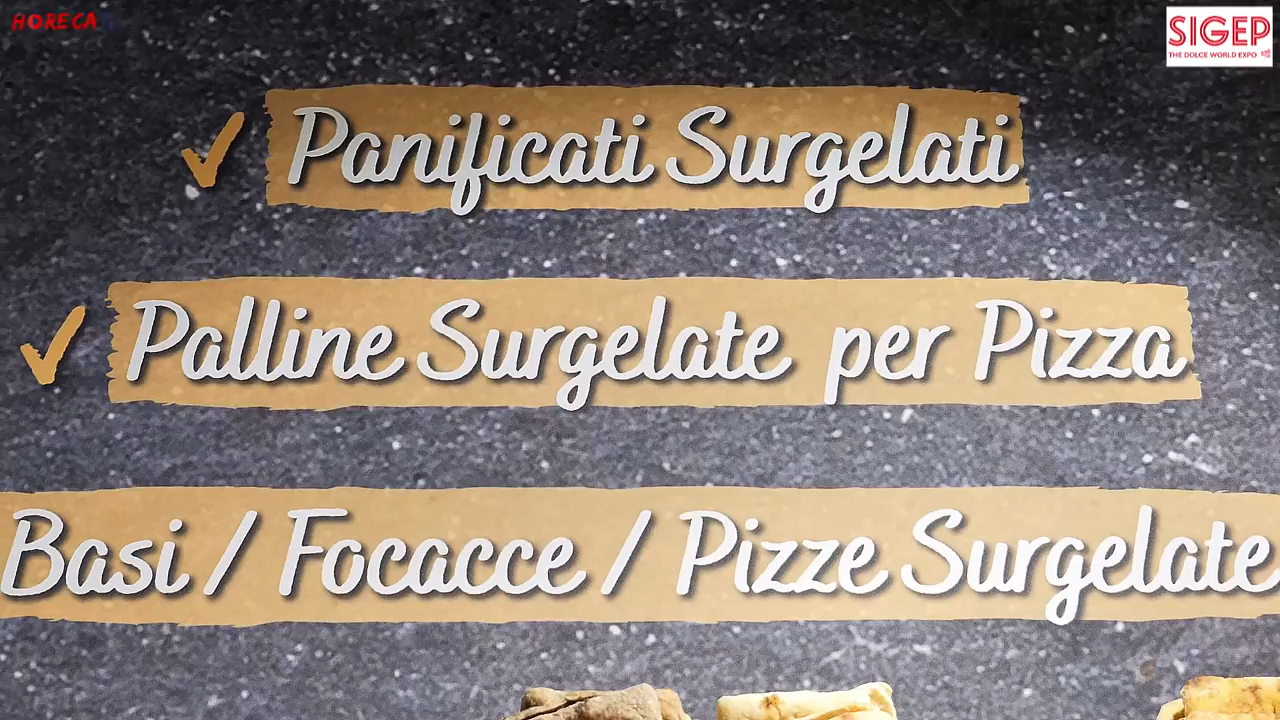 HORECA
SIGEP
THE DOLCE WORLD EXPO
Panificati Surgelati
Palline Surgelate per Pizza
Basi / Focacce / Pizze Surgelate